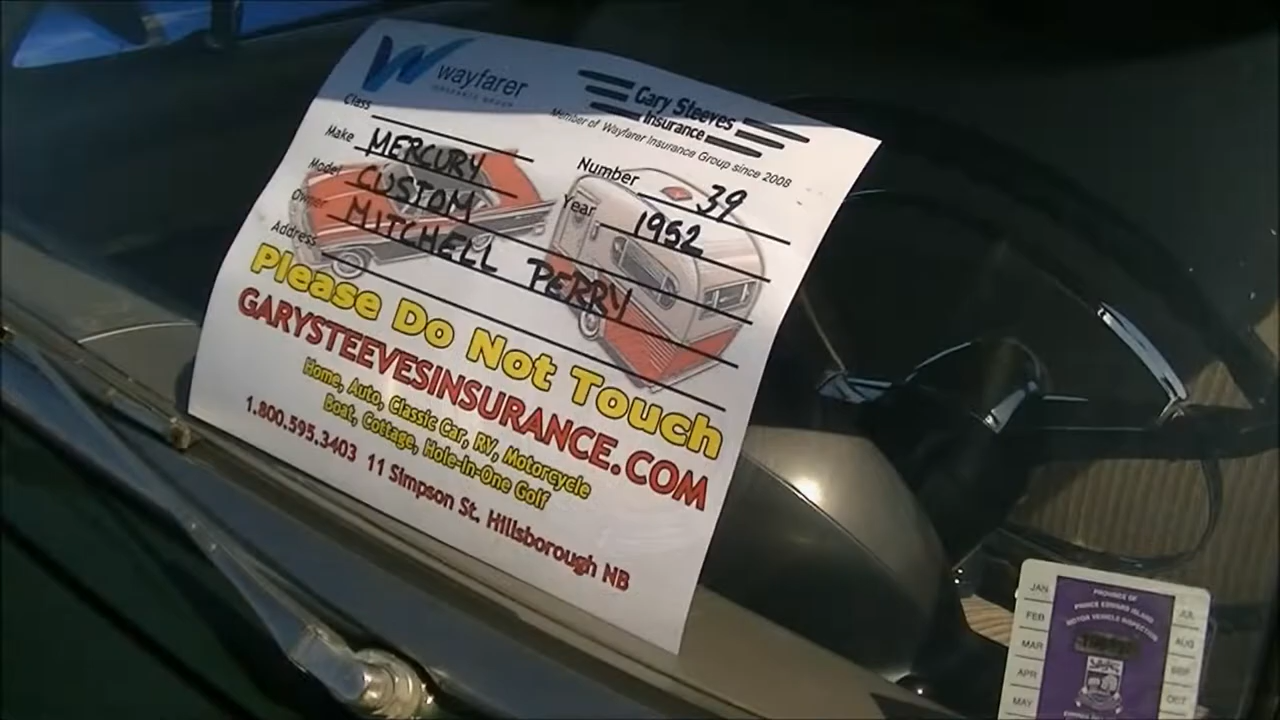 wayfarer
INSURANCE GROUP
Gary Steeves
Insurance
Member of Wayfarer Insurance Group since 2008
Class
Make MERCURY
Number 39
Model CUSTOM
Year 1952
Owner MITCHELL PERRY
Address
Please Do Not Touch
GARYSTEEVESINSURANCE.COM
Home, Auto, Classic Car, RV, Motorcycle
Boat, Cottage, Hole-in-One Golf
1.800.595.3403 11 Simpson St. Hillsborough NB
PROVINCE OF
PRINCE EDWARD ISLAND
MOTOR VEHICLE INSPECTION
JAN
FEB
MAR
APR
MAY
JUL
AUG
SEP
OCT